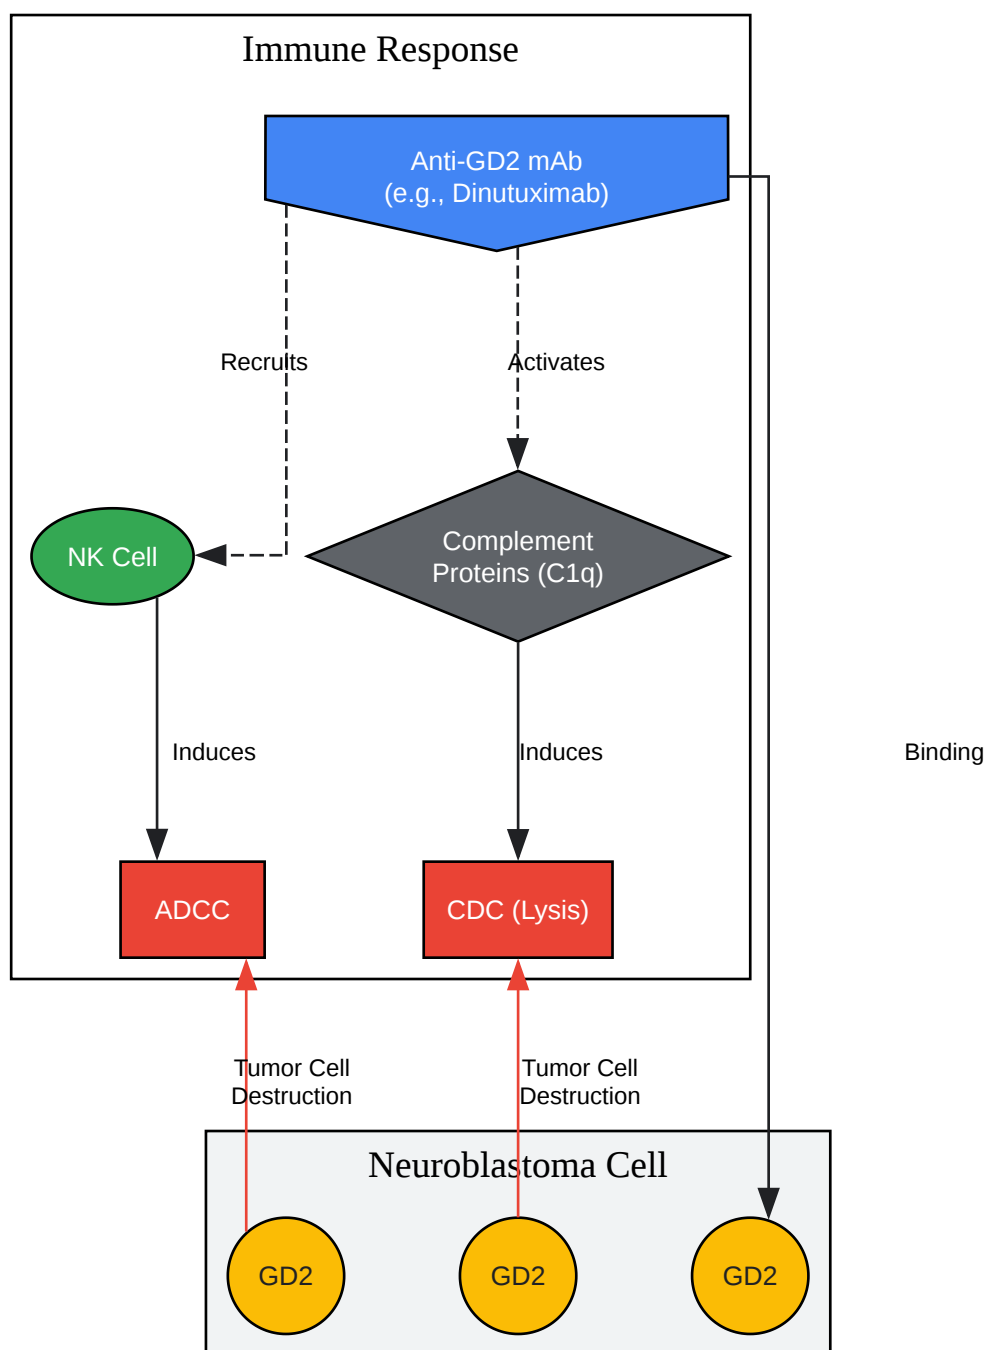 Immune Response
Anti-GD2 mAb
(e.g., Dinutuximab)
Recruits
Activates
NK Cell
Complement
Proteins (C1q)
Induces
Induces
Binding
ADCC
CDC (Lysis)
Tumor Cell
Destruction
Tumor Cell
Destruction
Neuroblastoma Cell
GD2
GD2
GD2